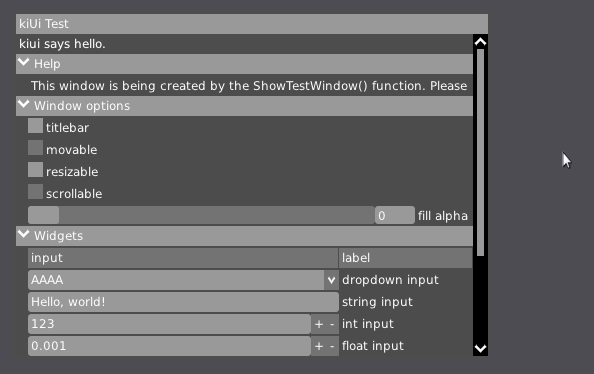 kiUi Test
kiui says hello.
Help
This window is being created by the ShowTestWindow() function. Please
Window options
titlebar
movable
resizable
scrollable
0 fill alpha
Widgets
input label
AAAA dropdown input
Hello, world! string input
123 + - int input
0.001 + - float input